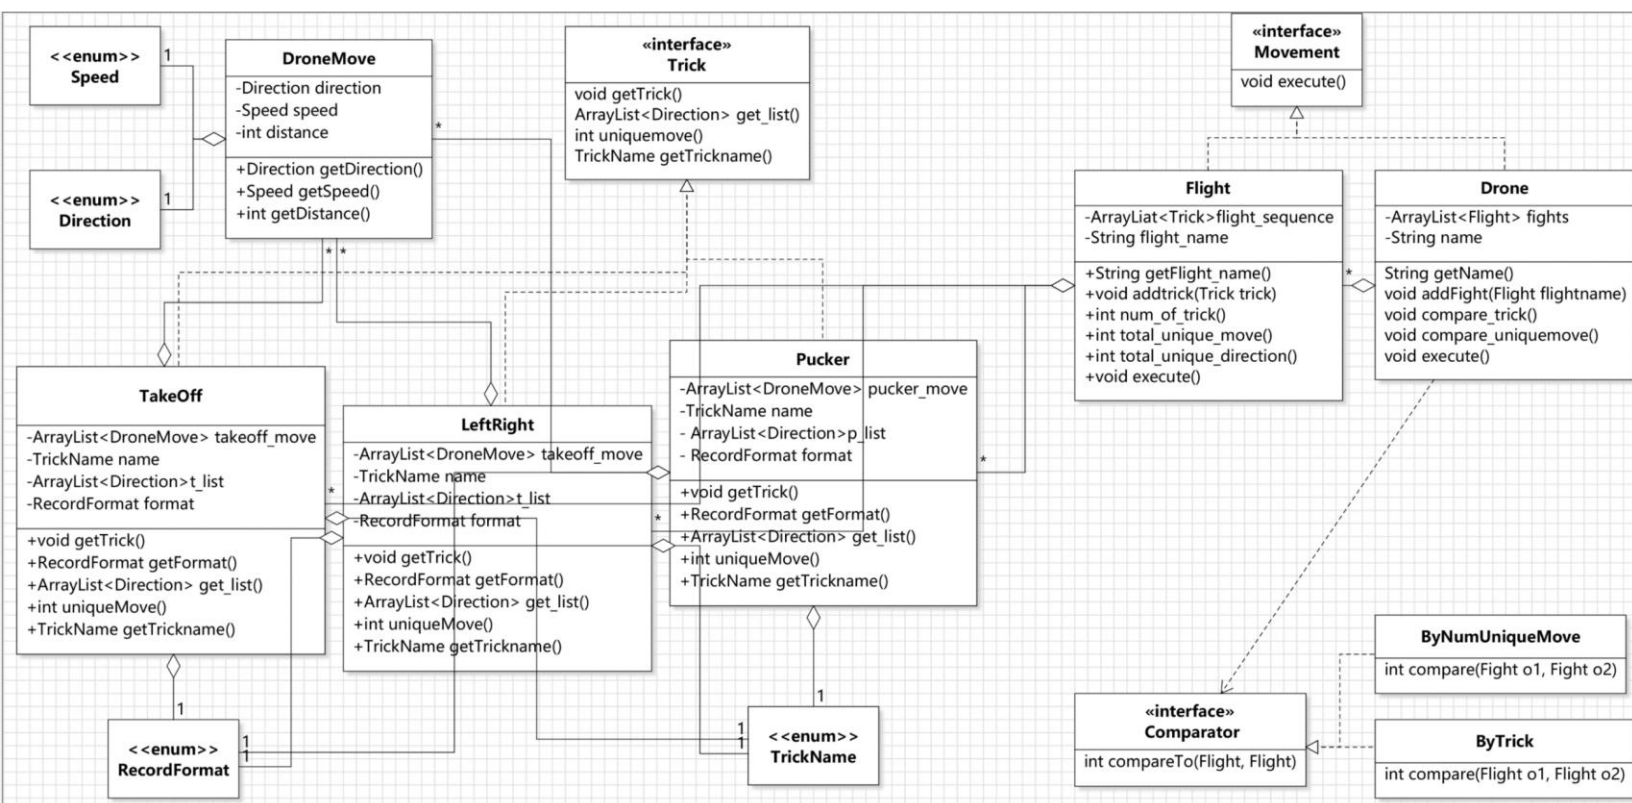 <<enum>>
Speed
1
<<enum>>
Direction
1
DroneMove
-Direction direction
-Speed speed
-int distance
+Direction getDirection()
+Speed getSpeed()
+int getDistance()
*
*
*
«interface»
Trick
void getTrick()
ArrayList<Direction> get_list()
int uniquemove()
TrickName getTrickname()
«interface»
Movement
void execute()
Flight
-ArrayLiat<Trick>flight_sequence
-String flight_name
+String getFlight_name()
+void addtrick(Trick trick)
+int num_of_trick()
+int total_unique_move()
+int total_unique_direction()
+void execute()
*
Drone
-ArrayList<Flight> fights
-String name
String getName()
void addFight(Flight flightname)
void compare_trick()
void compare_uniquemove()
void execute()
TakeOff
-ArrayList<DroneMove> takeoff_move
-TrickName name
-ArrayList<Direction>t_list
-RecordFormat format
+void getTrick()
+RecordFormat getFormat()
+ArrayList<Direction> get_list()
+int uniqueMove()
+TrickName getTrickname()
*
LeftRight
-ArrayList<DroneMove> takeoff_move
-TrickName name
-ArrayList<Direction>t_list
-RecordFormat format
+void getTrick()
+RecordFormat getFormat()
+ArrayList<Direction> get_list()
+int uniqueMove()
+TrickName getTrickname()
*
Pucker
-ArrayList<DroneMove> pucker_move
-TrickName name
- ArrayList<Direction>p_list
- RecordFormat format
+void getTrick()
+RecordFormat getFormat()
+ArrayList<Direction> get_list()
+int uniqueMove()
+TrickName getTrickname()
*
1
<<enum>>
RecordFormat
1
1
1
<<enum>>
TrickName
1
1
«interface»
Comparator
int compareTo(Flight, Flight)
ByNumUniqueMove
int compare(Fight o1, Fight o2)
ByTrick
int compare(Flight o1, Flight o2)